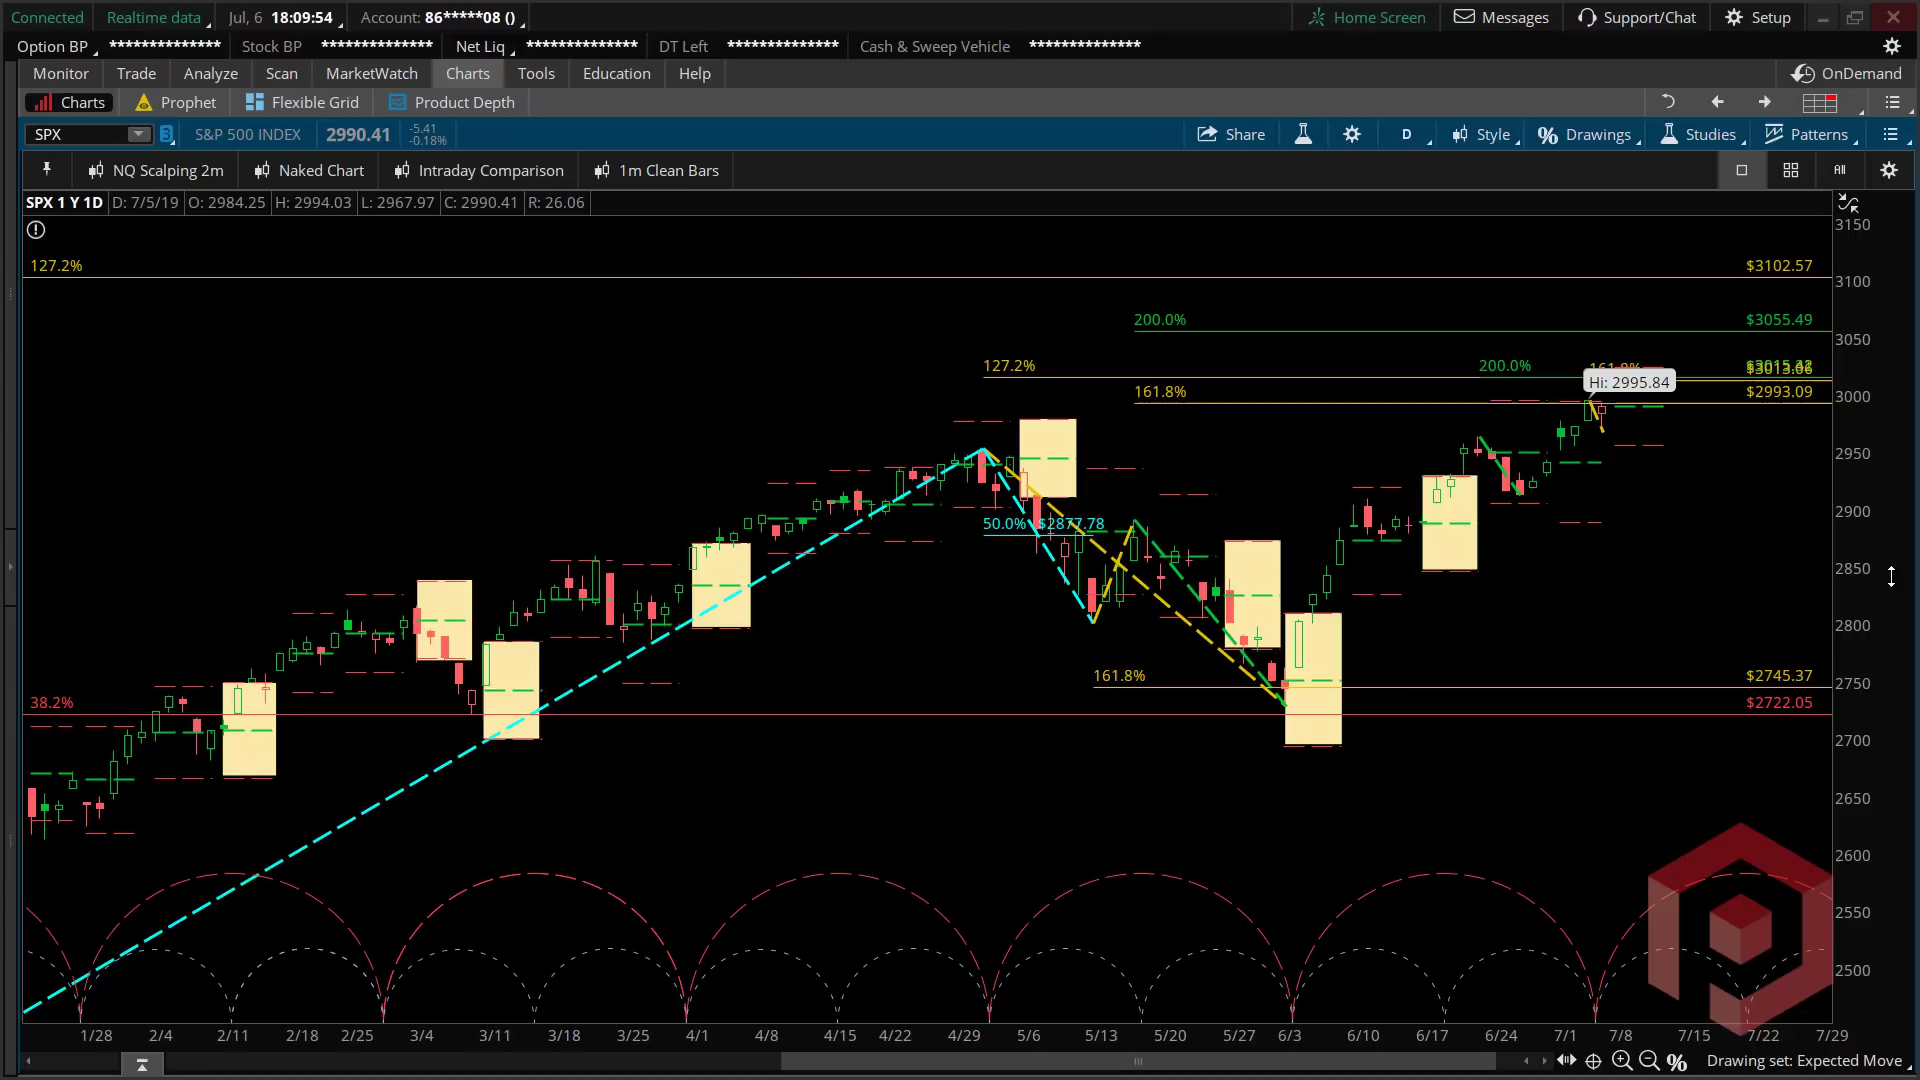 Connected Realtime data Jul, 6 18:09:54 Account: 86*****08 () Home Screen Messages Support/Chat Setup
Option BP ************** Stock BP ************** Net Liq ************** DT Left ************** Cash & Sweep Vehicle **************
Monitor Trade Analyze Scan MarketWatch Charts Tools Education Help OnDemand
Charts Prophet Flexible Grid Product Depth
SPX 3 S&P 500 INDEX 2990.41 -5.41 -0.18% Share D Style Drawings Studies Patterns
NQ Scalping 2m Naked Chart Intraday Comparison 1m Clean Bars All
SPX 1 Y 1D D: 7/5/19 O: 2984.25 H: 2994.03 L: 2967.97 C: 2990.41 R: 26.06
3150
127.2% $3102.57
3100
200.0% $3055.49
3050
127.2% 200.0%
Hi: 2995.84
161.8% $2993.09
3000
2950
2900
50.0% $2877.78
2850
2800
161.8% $2745.37
2750
38.2% $2722.05
2700
2650
2600
2550
2500
1/28 2/4 2/11 2/18 2/25 3/4 3/11 3/18 3/25 4/1 4/8 4/15 4/22 4/29 5/6 5/13 5/20 5/27 6/3 6/10 6/17 6/24 7/1 7/8 7/15 7/22 7/29
Drawing set: Expected Move